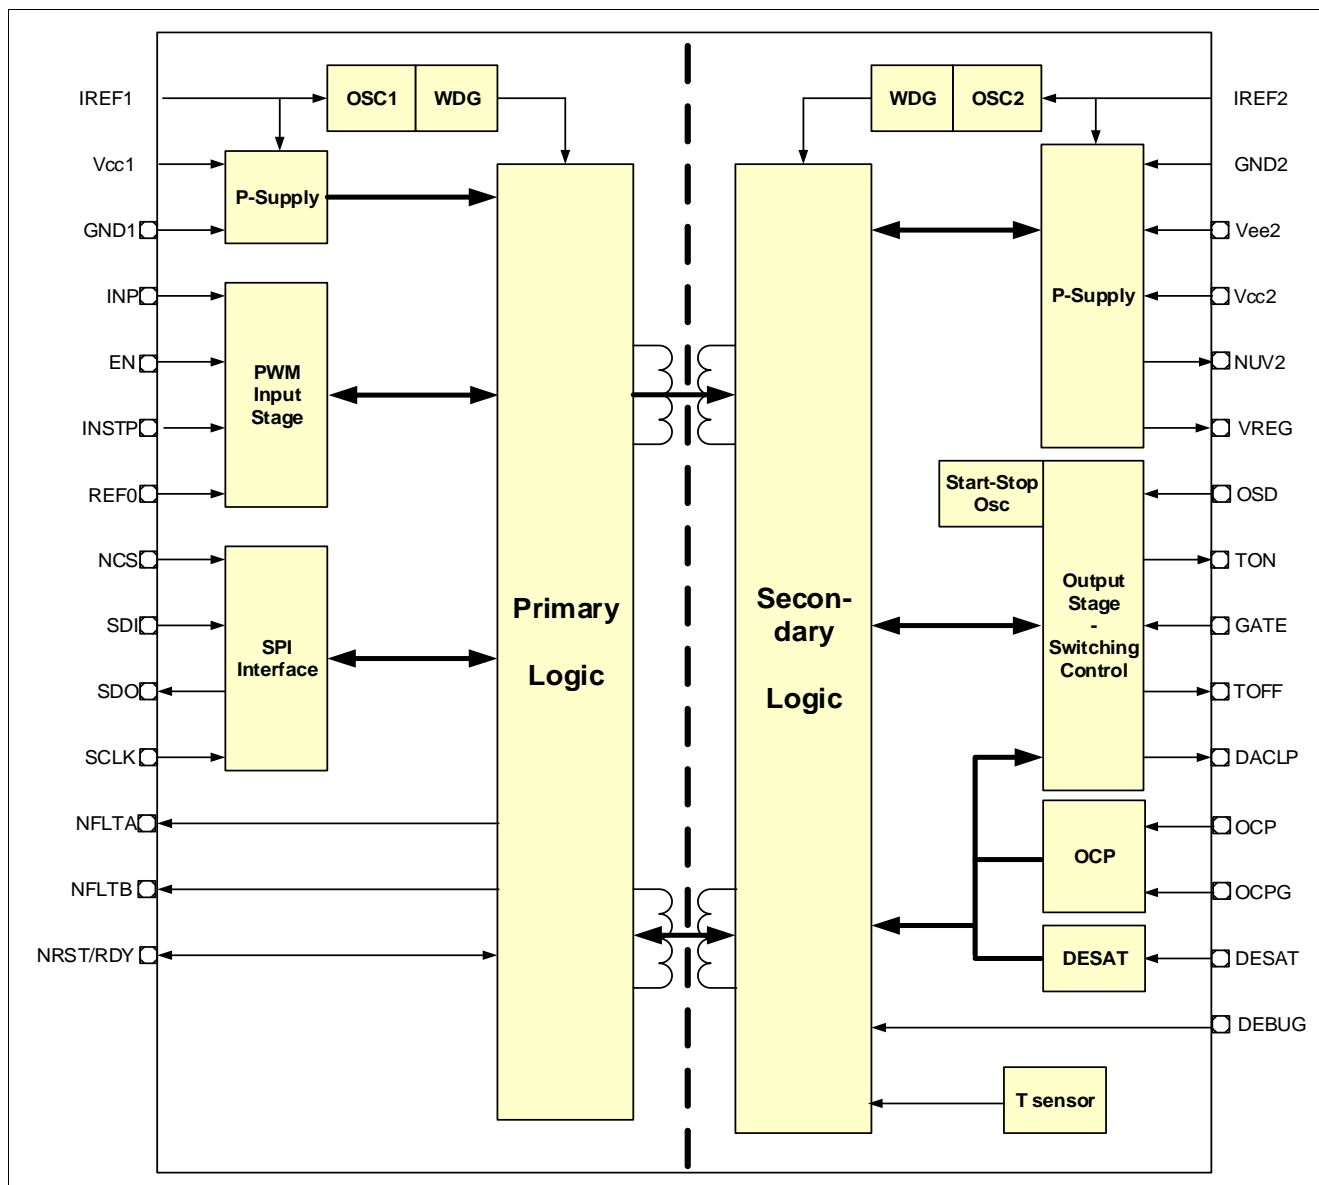 IREF1
OSC1
WDG
WDG
OSC2
IREF2
Vcc1
P-Supply
GND1
GND2
Vee2
Vcc2
P-Supply
NUV2
VREG
INP
EN
PWM
Input
Stage
INSTP
REF0
Start-Stop
Osc
OSD
NCS
SDI
SPI
Interface
SDO
SCLK
Primary
Logic
Secon-
dary
Logic
Output
Stage
-
Switching
Control
TON
GATE
TOFF
DACLP
NFLTA
NFLTB
NRST/RDY
OCP
OCP
OCPG
DESAT
DESAT
DEBUG
T sensor